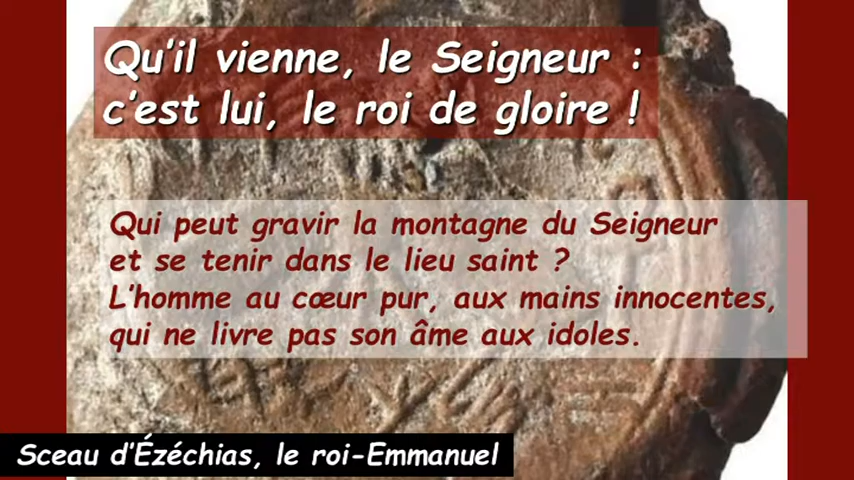 Qu'il vienne, le Seigneur :
c'est lui, le roi de gloire !
Qui peut gravir la montagne du Seigneur
et se tenir dans le lieu saint ?
L'homme au cœur pur, aux mains innocentes,
qui ne livre pas son âme aux idoles.
Sceau d'Ézéchias, le roi-Emmanuel